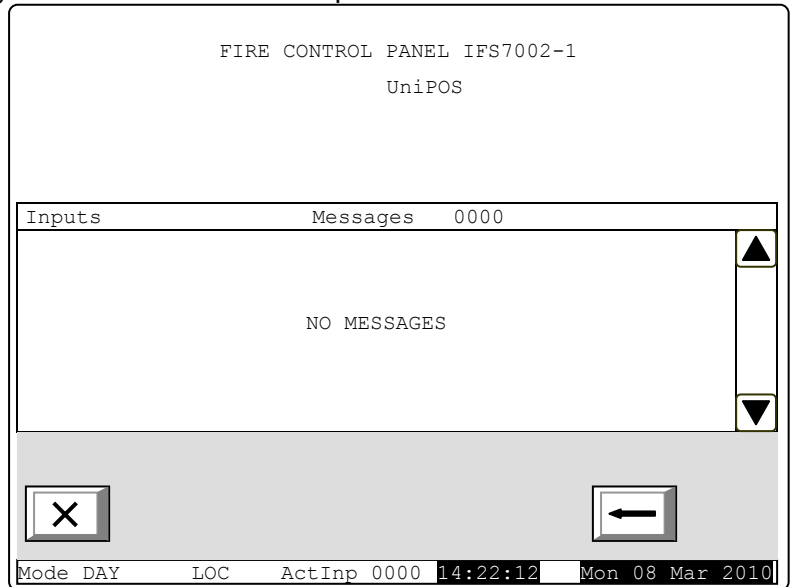 FIRE CONTROL PANEL IFS7002-1
UniPOS
Inputs Messages 0000
NO MESSAGES
Mode DAY LOC ActInp 0000 14:22:12 Mon 08 Mar 2010